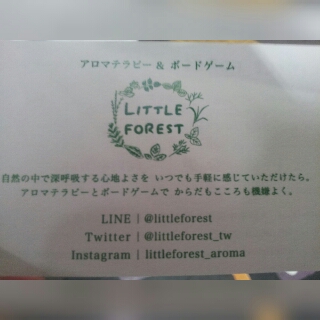 アロマテラピー & ボードゲーム
LITTLE
FOREST
自然の中で深呼吸する心地よさを いつでも手軽に感じていただけたら。
アロマテラピーとボードゲームで からだもこころも機嫌よく。
LINE | @littleforest
Twitter | @littleforest_tw
Instagram | littleforest_aroma